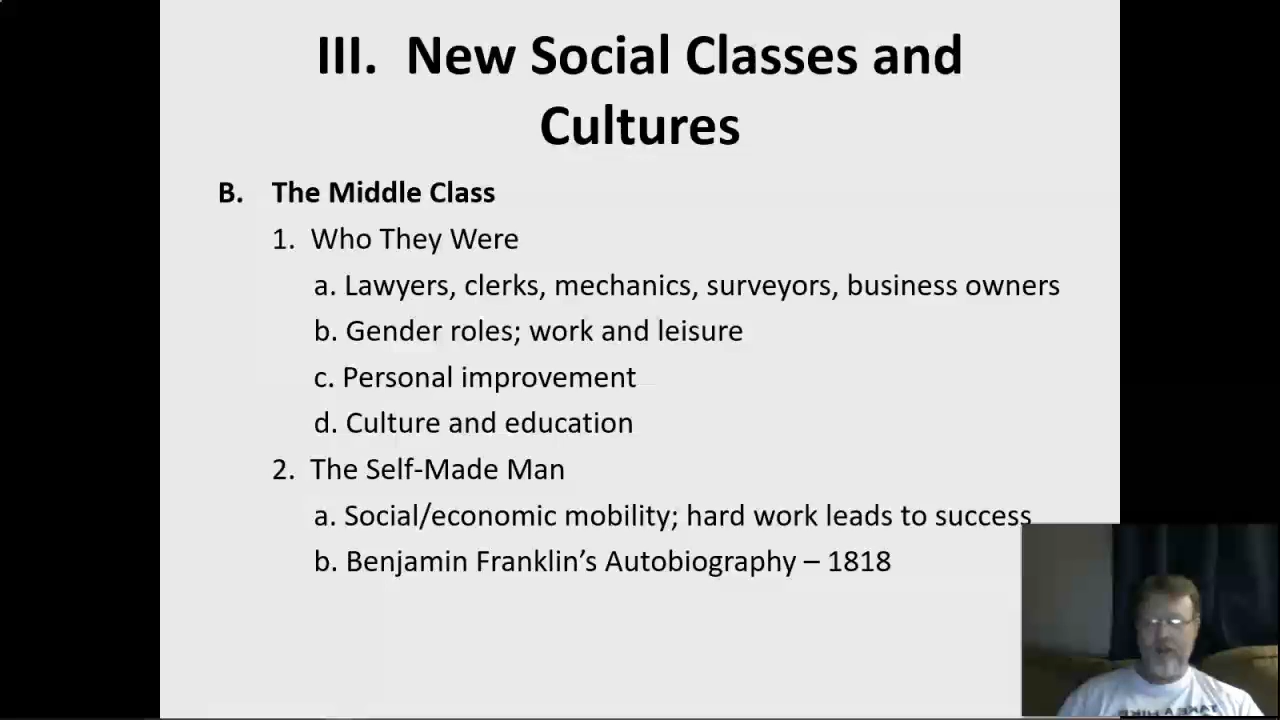 III.  New Social Classes and
Cultures
B.   The Middle Class
1.  Who They Were
a. Lawyers, clerks, mechanics, surveyors, business owners
b. Gender roles; work and leisure
c. Personal improvement
d. Culture and education
2.  The Self-Made Man
a. Social/economic mobility; hard work leads to success
b. Benjamin Franklin’s Autobiography – 1818
TAKE A HIKE